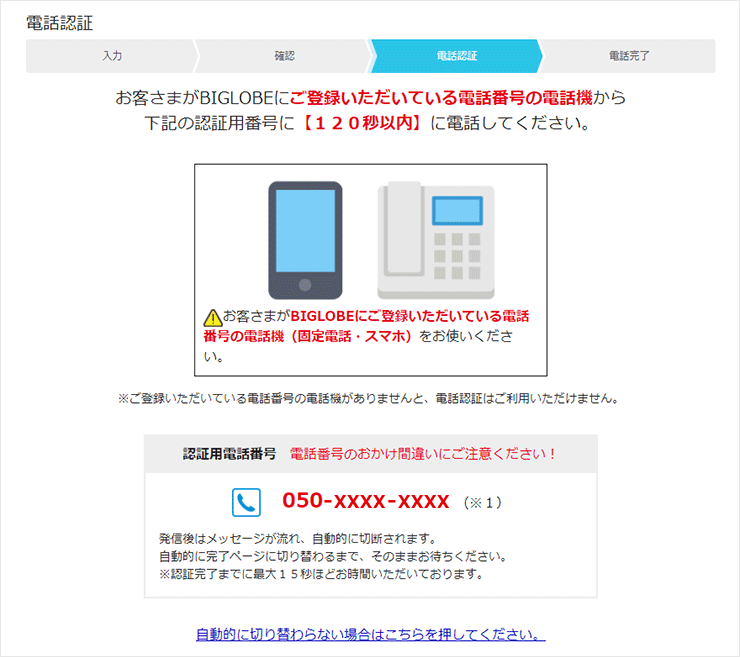 電話認証
入力
確認
電話認証
電話完了
お客さまがBIGLOBEにご登録いただいている電話番号の電話機から
下記の認証用番号に【１２０秒以内】に電話してください。
お客さまがBIGLOBEにご登録いただいている電話
番号の電話機（固定電話・スマホ）をお使いくださ
い。
※ご登録いただいている電話番号の電話機がありませんと、電話認証はご利用いただけません。
認証用電話番号 電話番号のおかけ間違いにご注意ください！
050-xxxx-xxxx （※１）
発信後はメッセージが流れ、自動的に切断されます。
自動的に完了ページに切り替わるまで、そのままお待ちください。
※認証完了までに最大１５秒ほどお時間いただいております。
自動的に切り替わらない場合はこちらを押してください。